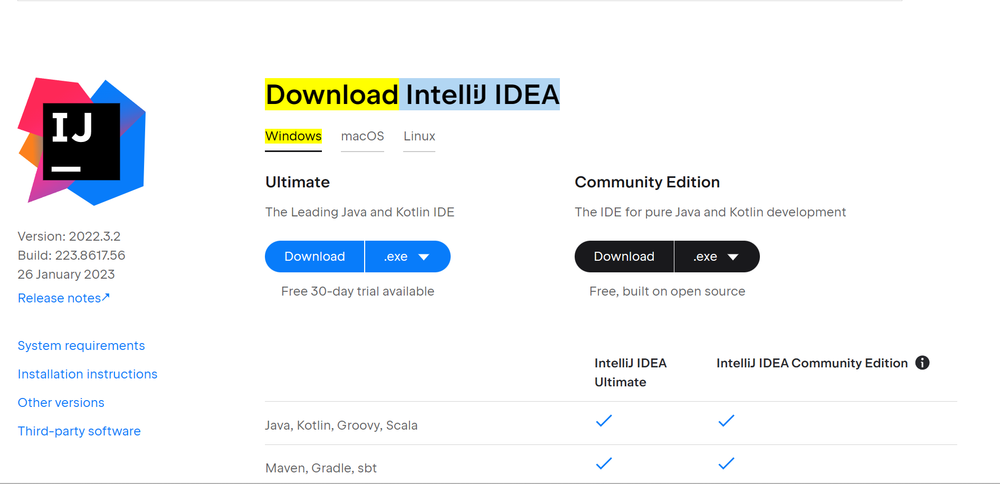 IJ
Version: 2022.3.2
Build: 223.8617.56
26 January 2023
Release notes↗
System requirements
Installation instructions
Other versions
Third-party software
Download IntelliJ IDEA
Windows macOS Linux
Ultimate
The Leading Java and Kotlin IDE
Download .exe
Free 30-day trial available
Community Edition
The IDE for pure Java and Kotlin development
Download .exe
Free, built on open source
IntelliJ IDEA
Ultimate
IntelliJ IDEA Community Edition
Java, Kotlin, Groovy, Scala
Maven, Gradle, sbt